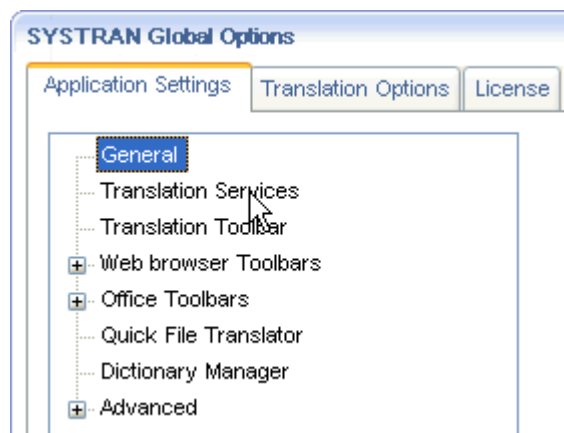 SYSTRAN Global Options
Application Settings Translation Options License
General
Translation Services
Translation Toolbar
Web browser Toolbars
Office Toolbars
Quick File Translator
Dictionary Manager
Advanced